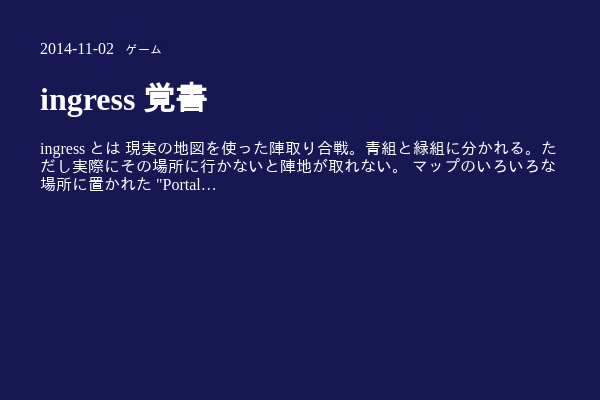 2014-11-02 ゲーム
ingress 覚書
ingress とは 現実の地図を使った陣取り合戦。青組と緑組に分かれる。た
だし実際にその場所に行かないと陣地が取れない。 マップのいろいろな
場所に置かれた "Portal…